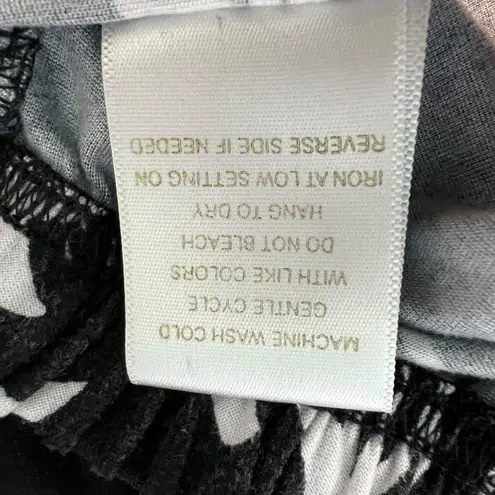 MACHINE WASH COLD
GENTLE CYCLE
WITH LIKE COLORS
DO NOT BLEACH
HANG TO DRY
IRON AT LOW SETTING ON
REVERSE SIDE IF NEEDED